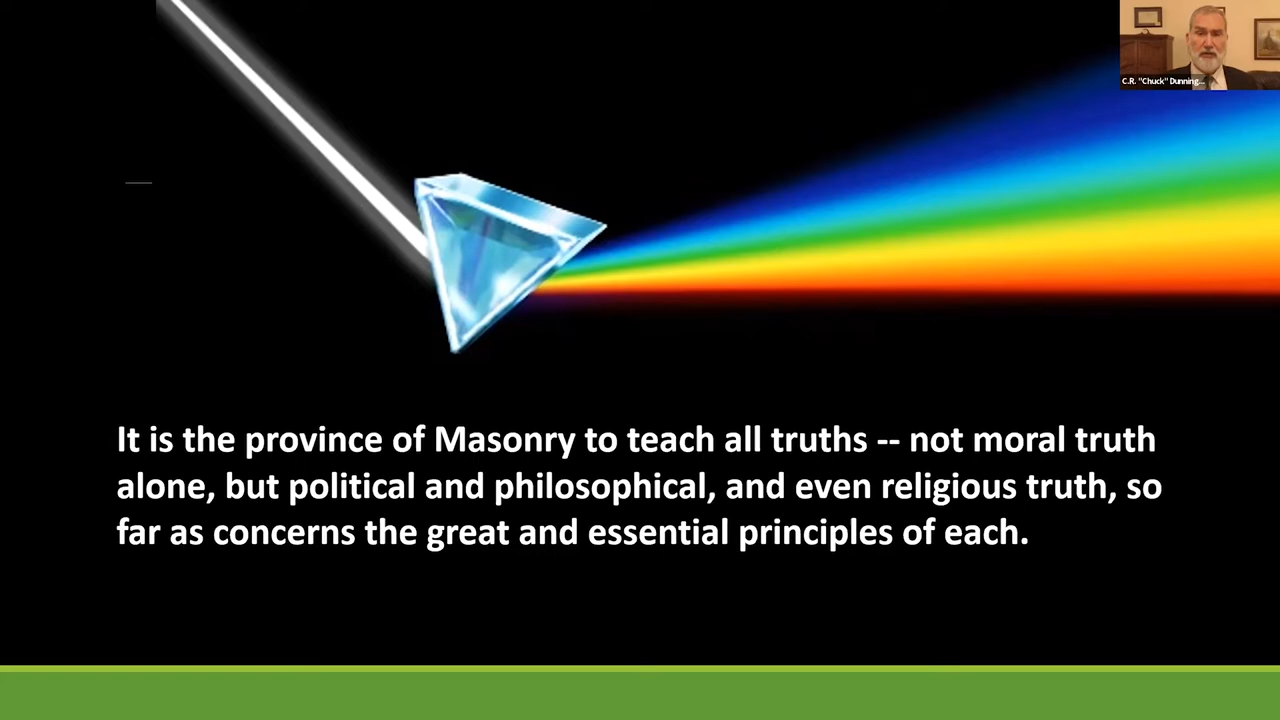 C.R. "Chuck" Dunning...
It is the province of Masonry to teach all truths -- not moral truth
alone, but political and philosophical, and even religious truth, so
far as concerns the great and essential principles of each.